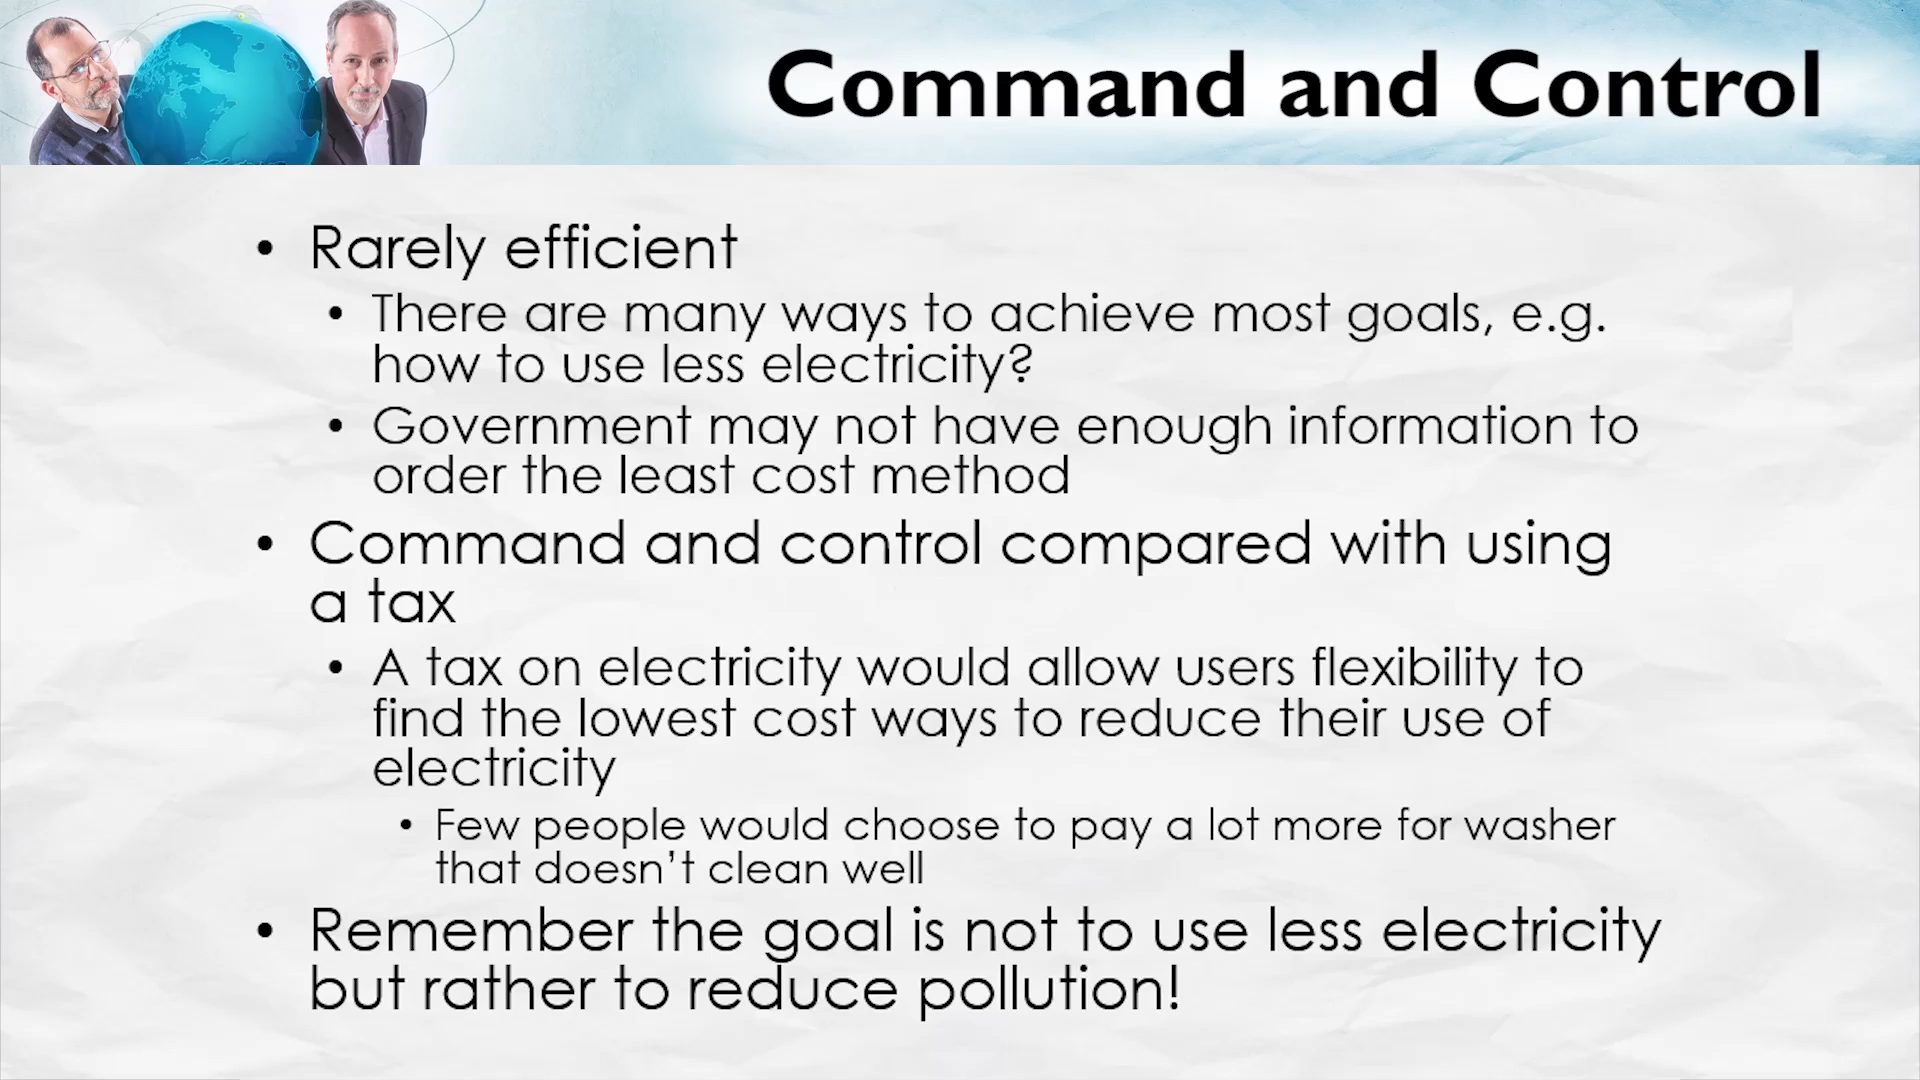 Command and Control
• Rarely efficient
• There are many ways to achieve most goals, e.g.
how to use less electricity?
• Government may not have enough information to
order the least cost method
• Command and control compared with using
a tax
• A tax on electricity would allow users flexibility to
find the lowest cost ways to reduce their use of
electricity
• Few people would choose to pay a lot more for washer
that doesn't clean well
• Remember the goal is not to use less electricity
but rather to reduce pollution!